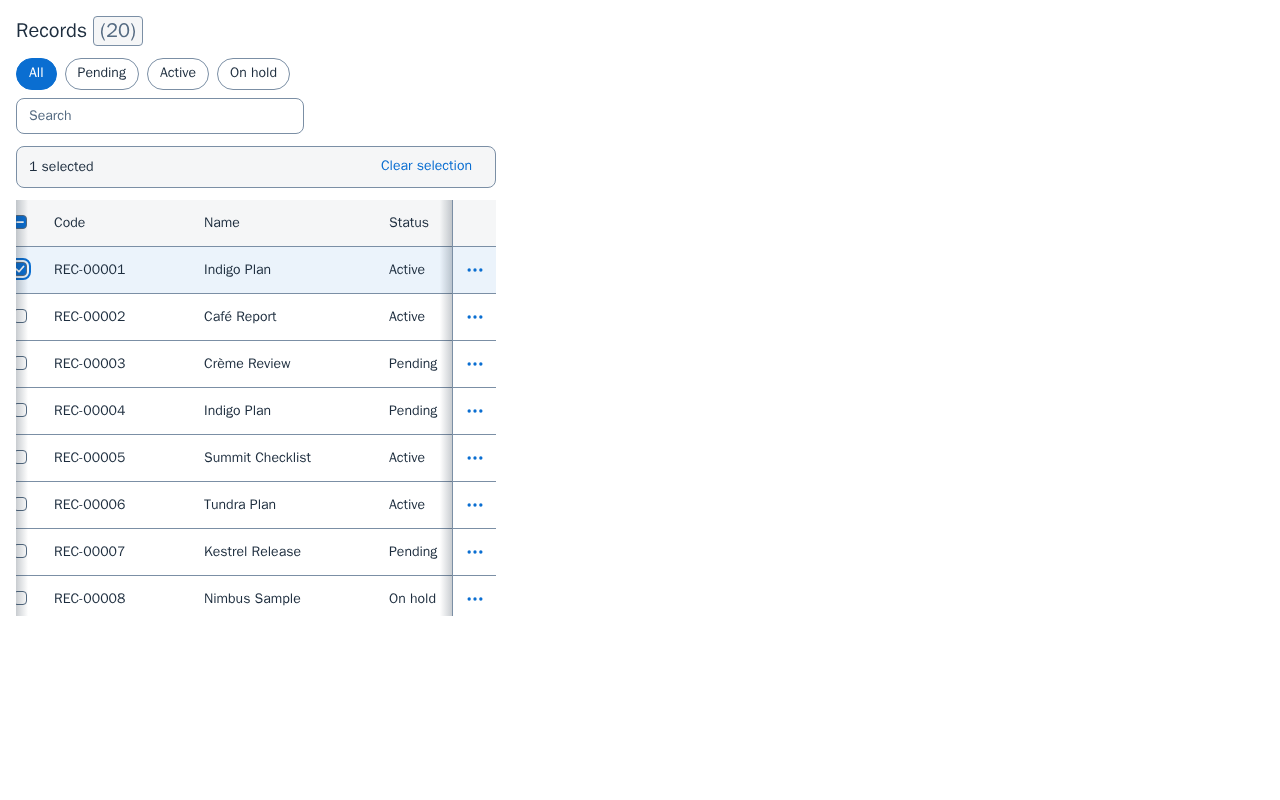 Records (20)
All Pending Active On hold
Search
1 selected Clear selection
Code Name Status
REC-00001 Indigo Plan Active
REC-00002 Café Report Active
REC-00003 Crème Review Pending
REC-00004 Indigo Plan Pending
REC-00005 Summit Checklist Active
REC-00006 Tundra Plan Active
REC-00007 Kestrel Release Pending
REC-00008 Nimbus Sample On hold